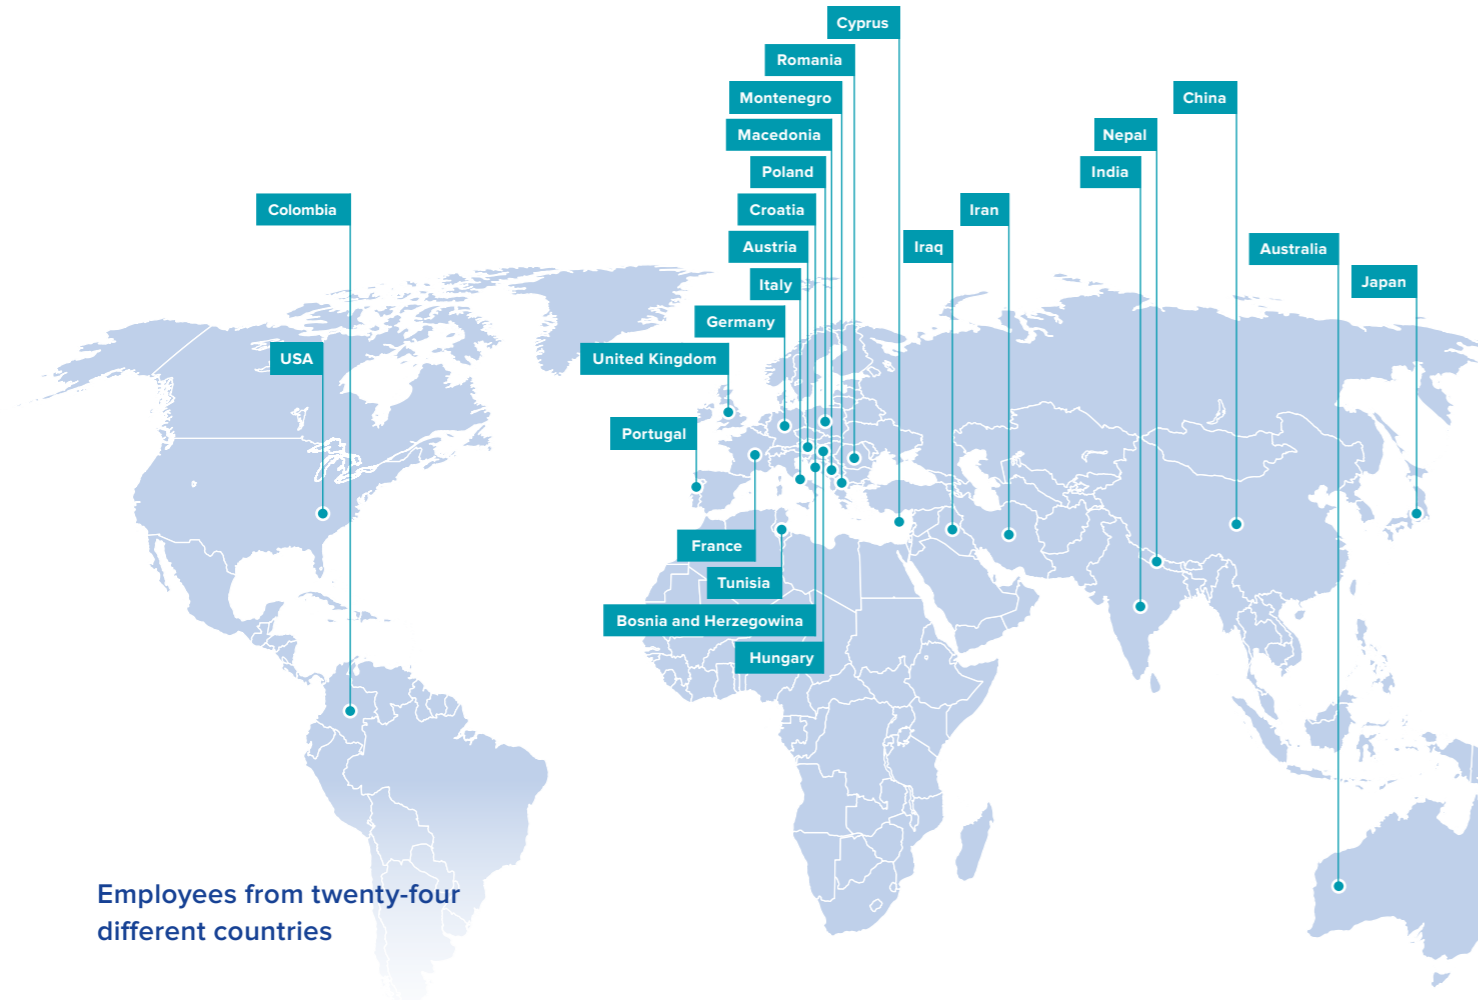 Cyprus
Romania
Montenegro
China
Macedonia
Nepal
Poland
India
Colombia
Croatia
Iran
Austria
Iraq
Australia
Italy
Japan
Germany
USA
United Kingdom
Portugal
France
Tunisia
Bosnia and Herzegowina
Hungary
Employees from twenty-four
different countries